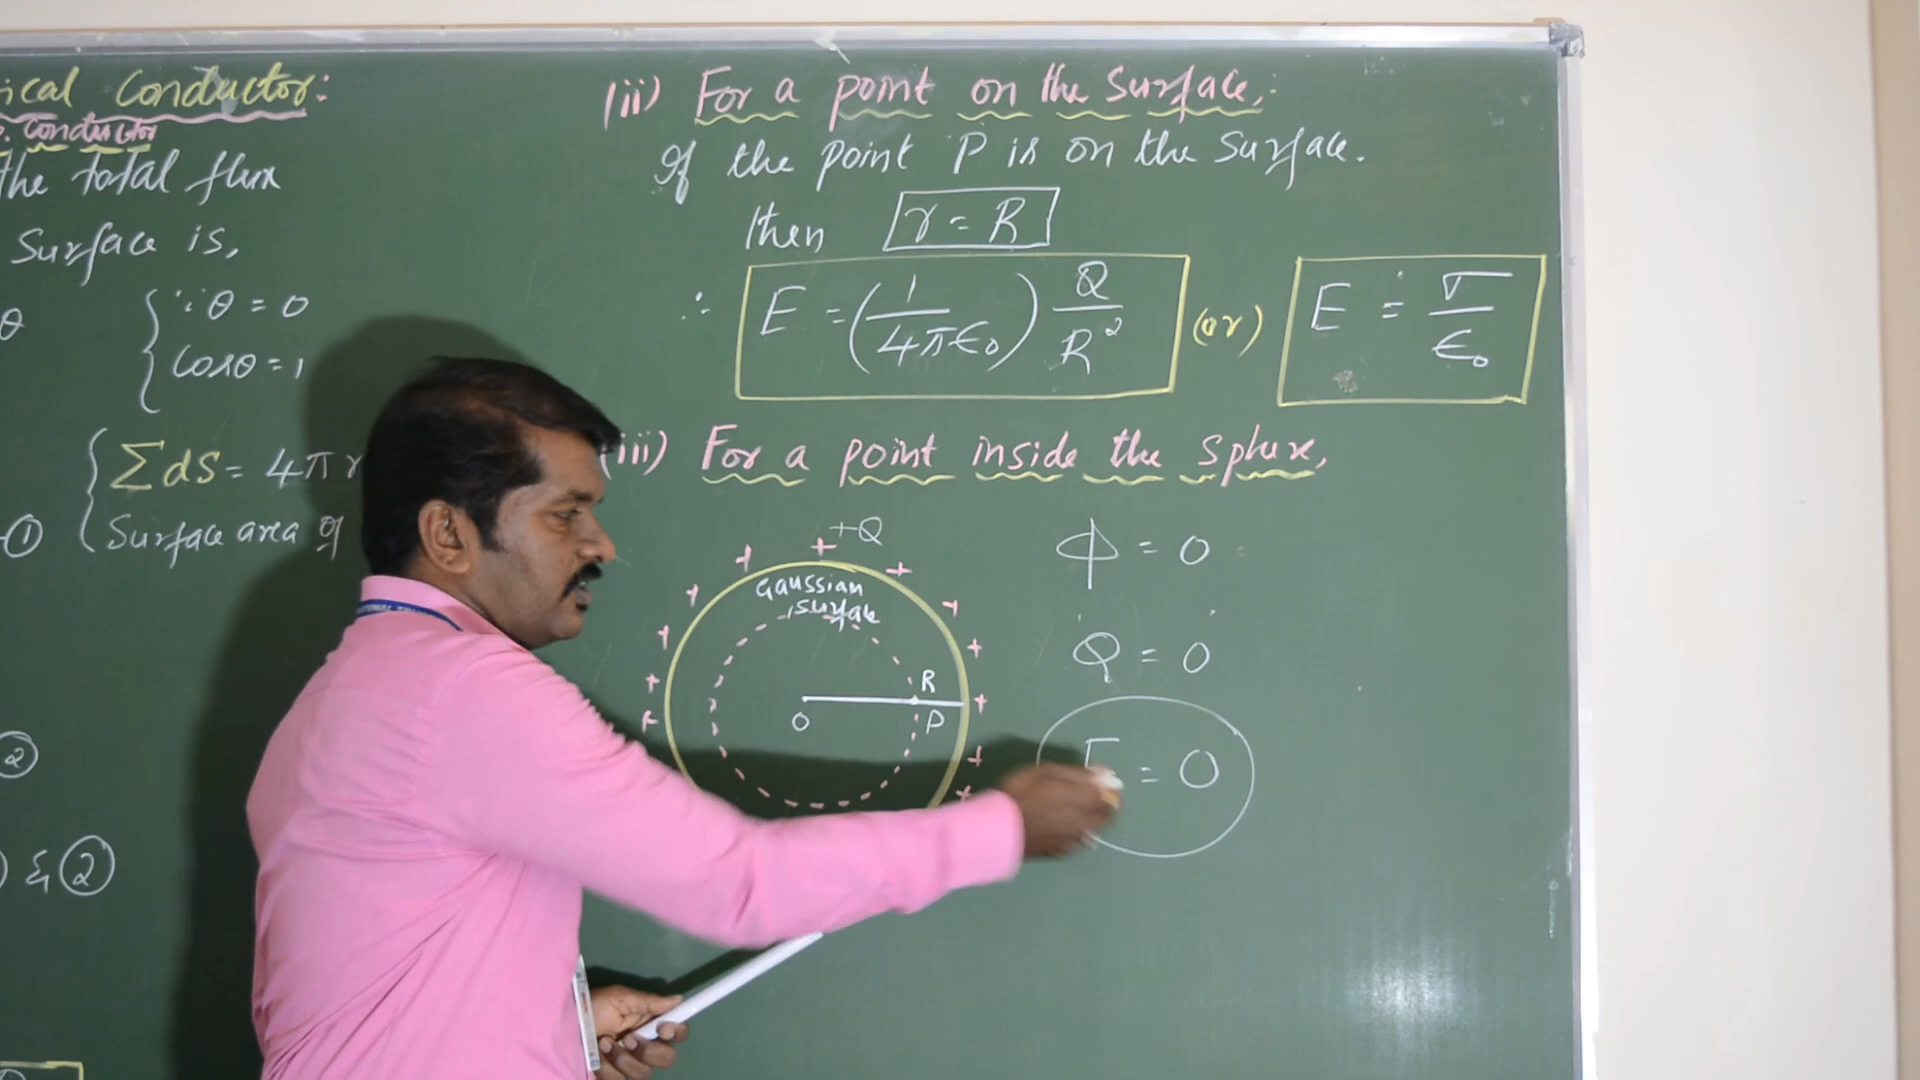 ical Conductor:
. Conductor
the total flux
Surface is,
θ
∵ θ = 0
Cosθ = 1
∑ds = 4π r
① Surface area of
②
& ②
(ii) For a point on the Surface,:
If the point P is on the Surface.
then r = R
∴ E = (1/4πϵ₀) Q/R² (or) E = σ/ϵ₀
(iii) For a point inside the Sphere,
+Q
Gaussian
surface
R
O P
ϕ = 0
Q = 0
E = 0